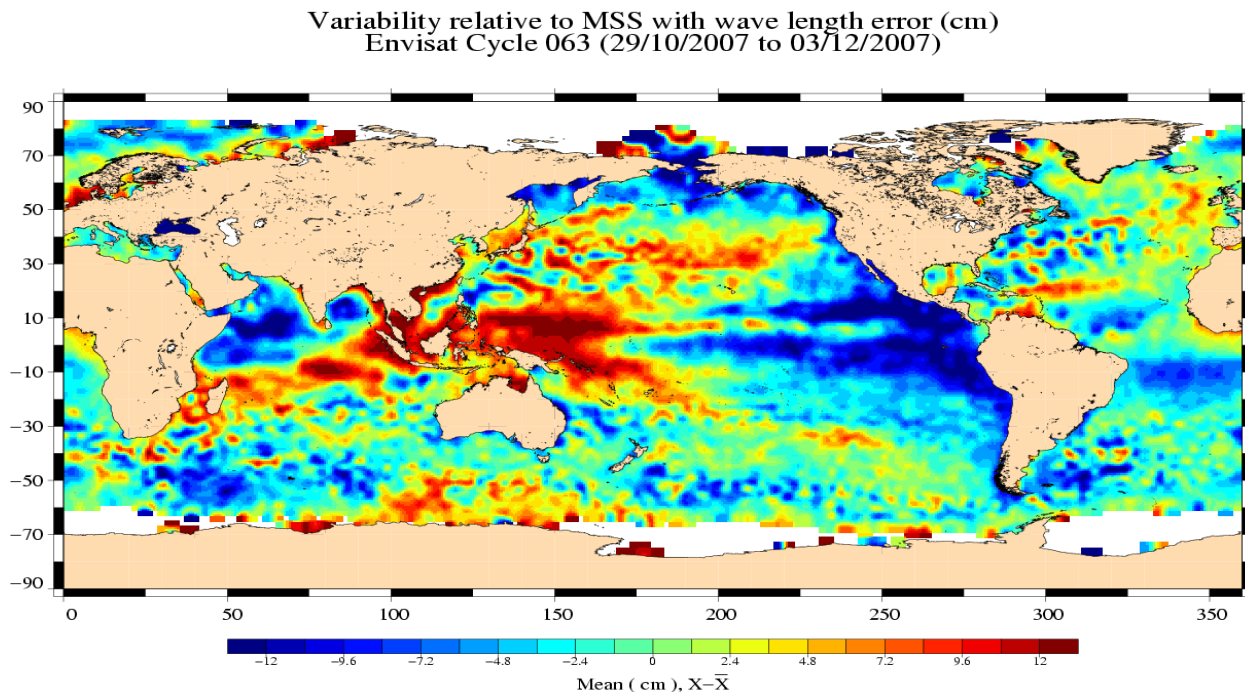 Variability relative to MSS with wave length error (cm)
Envisat Cycle 063 (29/10/2007 to 03/12/2007)
90
70
50
30
10
−10
−30
−50
−70
−90
0 50 100 150 200 250 300 350
−12 −9.6 −7.2 −4.8 −2.4 0 2.4 4.8 7.2 9.6 12
Mean ( cm ), X−X̄